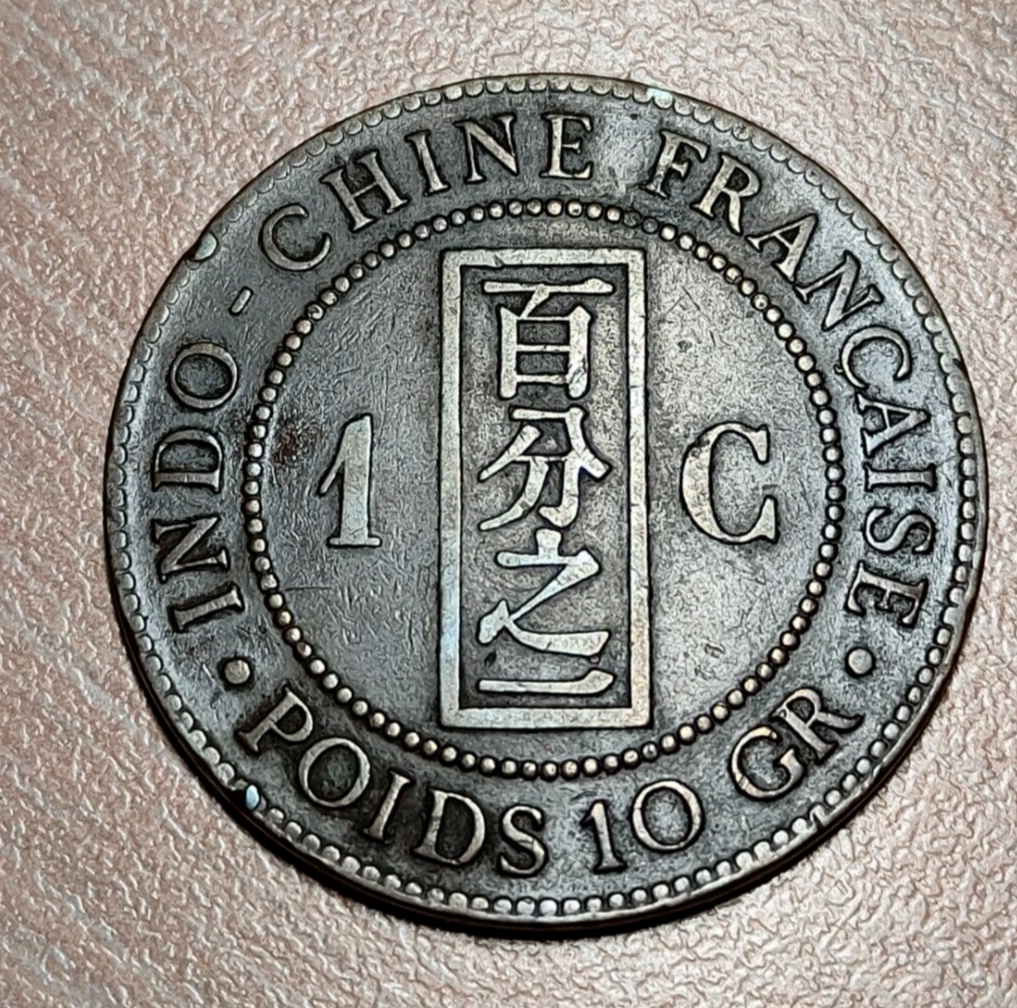 INDO-CHINE FRANCAISE
1
百分之一
C
• POIDS 10 GR •